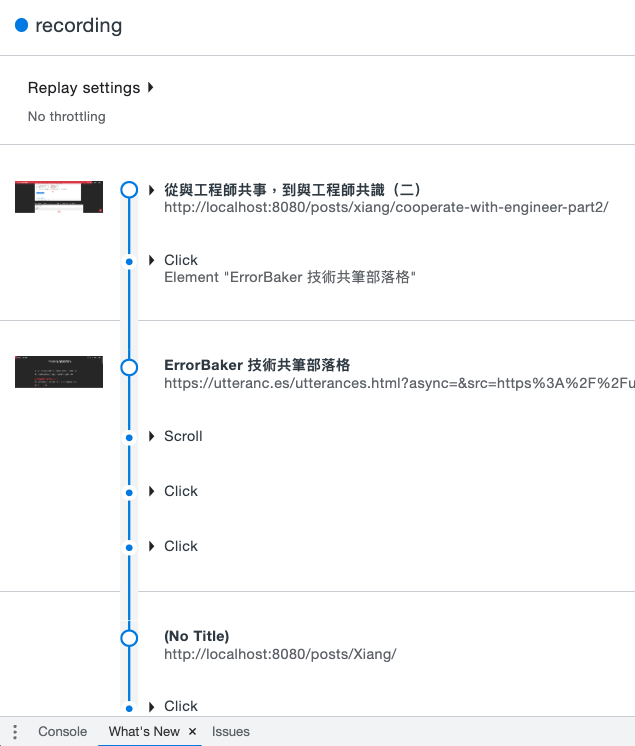 recording
Replay settings
No throttling
從與工程師共事，到與工程師共識（二）
http://localhost:8080/posts/xiang/cooperate-with-engineer-part2/
Click
Element "ErrorBaker 技術共筆部落格"
ErrorBaker 技術共筆部落格
https://utteranc.es/utterances.html?async=&src=https%3A%2F%2Fu
Scroll
Click
Click
(No Title)
http://localhost:8080/posts/Xiang/
Click
Console What's New × Issues